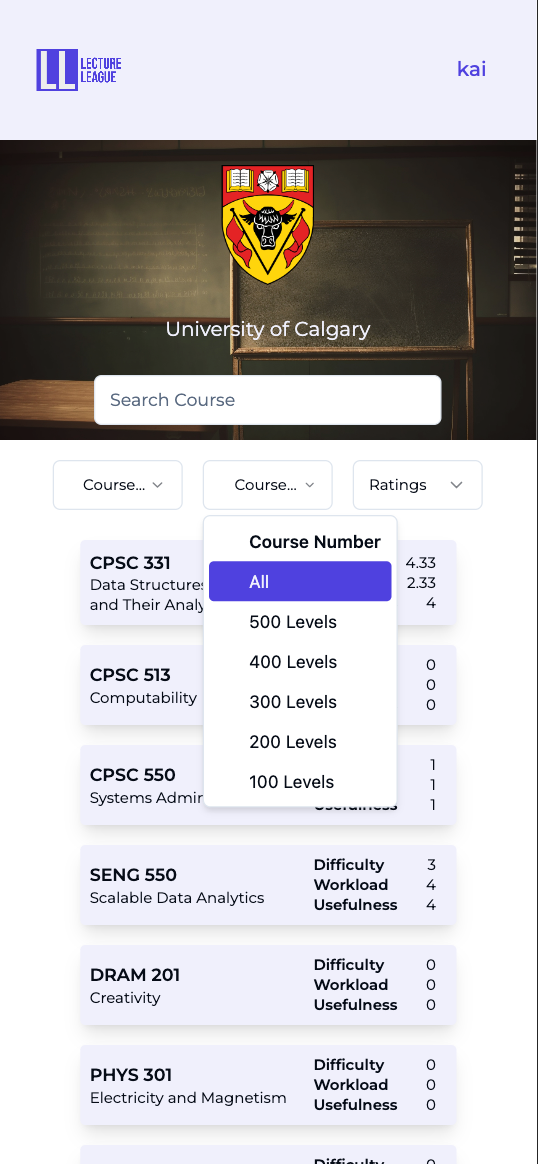 LECTURE
LEAGUE
kai
University of Calgary
Search Course
Course...
Course...
Ratings
Course Number
All
500 Levels
400 Levels
300 Levels
200 Levels
100 Levels
CPSC 331
Data Structures
and Their Analy
4.33
2.33
4
CPSC 513
Computability
0
0
0
CPSC 550
Systems Admin
1
1
Usefulness 1
SENG 550
Scalable Data Analytics
Difficulty 3
Workload 4
Usefulness 4
DRAM 201
Creativity
Difficulty 0
Workload 0
Usefulness 0
PHYS 301
Electricity and Magnetism
Difficulty 0
Workload 0
Usefulness 0
Difficulty 0